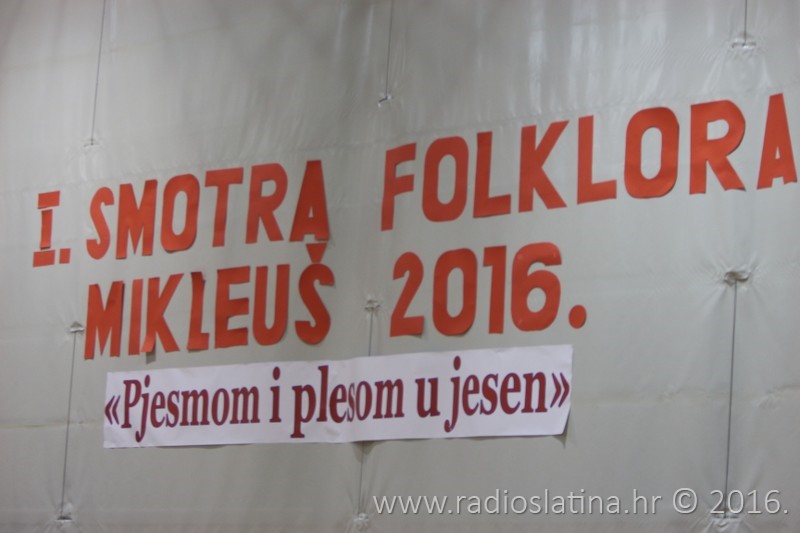 I. SMOTRA FOLKLORA
MIKLEUŠ 2016.
«Pjesmom i plesom u jesen»
www.radioslatina.hr © 2016.